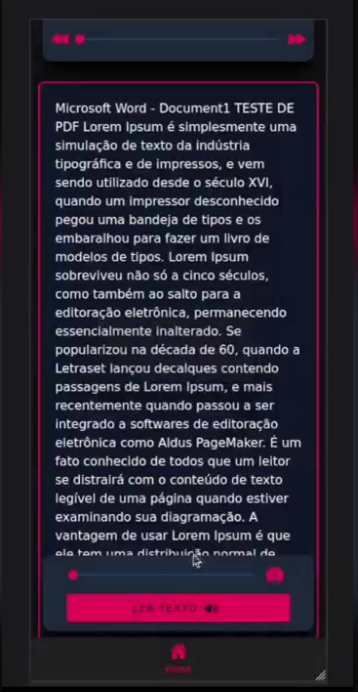 Microsoft Word - Document1 TESTE DE
PDF Lorem Ipsum é simplesmente uma
simulação de texto da indústria
tipográfica e de impressos, e vem
sendo utilizado desde o século XVI,
quando um impressor desconhecido
pegou uma bandeja de tipos e os
embaralhou para fazer um livro de
modelos de tipos. Lorem Ipsum
sobreviveu não só a cinco séculos,
como também ao salto para a
editoração eletrônica, permanecendo
essencialmente inalterado. Se
popularizou na década de 60, quando a
Letraset lançou decalques contendo
passagens de Lorem Ipsum, e mais
recentemente quando passou a ser
integrado a softwares de editoração
eletrônica como Aldus PageMaker. É um
fato conhecido de todos que um leitor
se distrairá com o conteúdo de texto
legível de uma página quando estiver
examinando sua diagramação. A
vantagem de usar Lorem Ipsum é que
ele tem uma distribuição normal de
LER TEXTO
Home